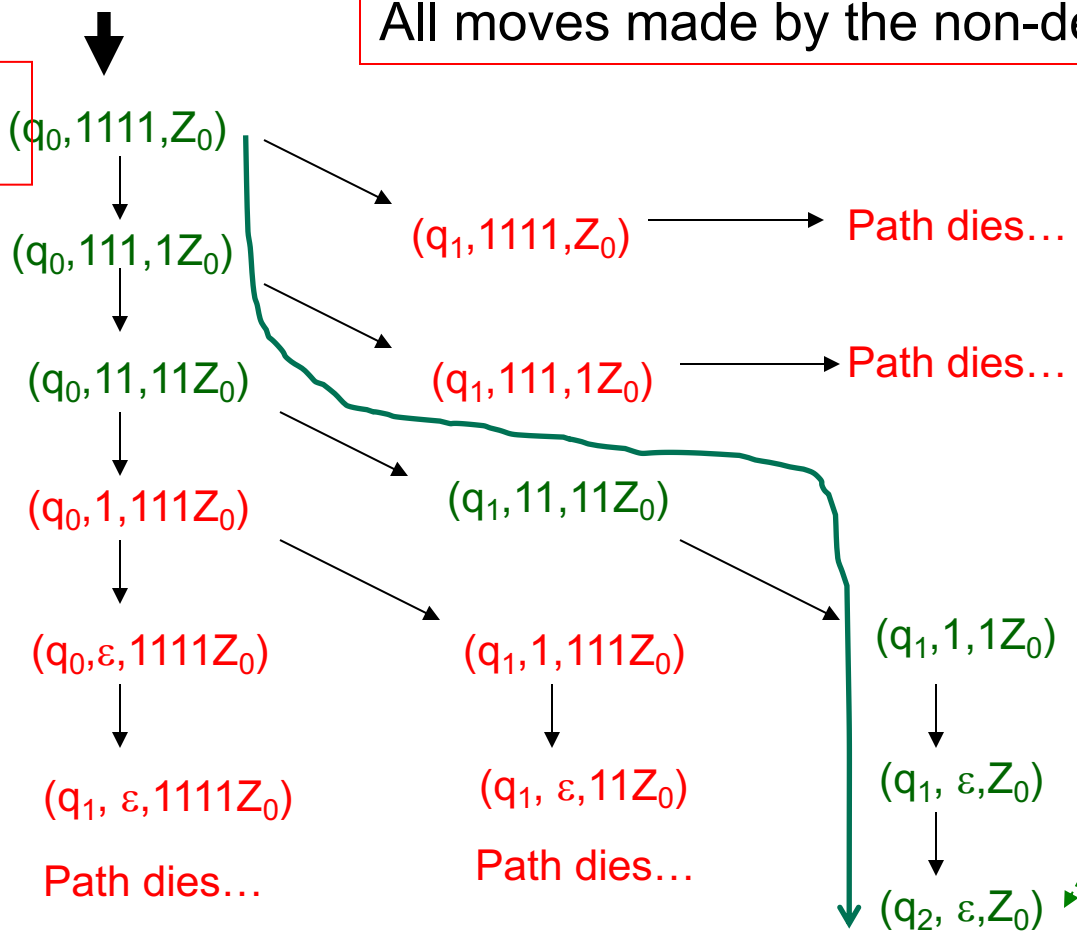 All moves made by the non-de
(q₀,1111,Z₀)
(q₁,1111,Z₀) Path dies…
(q₀,111,1Z₀)
(q₁,111,1Z₀) Path dies…
(q₀,11,11Z₀)
(q₁,11,11Z₀)
(q₀,1,111Z₀)
(q₁,1,1Z₀)
(q₀,ε,1111Z₀) (q₁,1,111Z₀)
(q₁, ε,Z₀)
(q₁, ε,1111Z₀) (q₁, ε,11Z₀)
Path dies… Path dies…
(q₂, ε,Z₀)